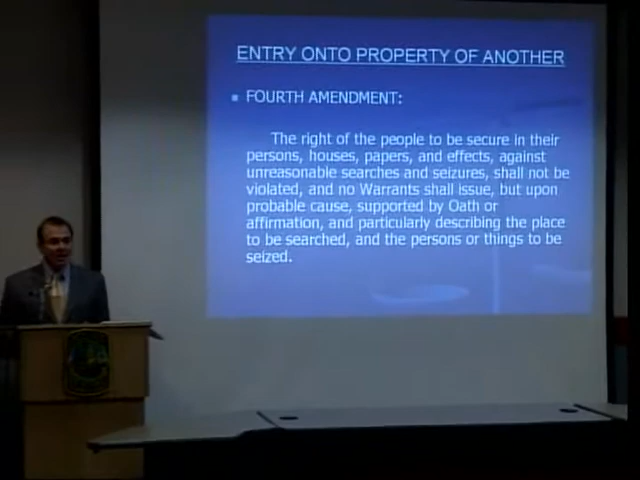 ENTRY ONTO PROPERTY OF ANOTHER
FOURTH AMENDMENT:
The right of the people to be secure in their
persons, houses, papers, and effects, against
unreasonable searches and seizures, shall not be
violated, and no Warrants shall issue, but upon
probable cause, supported by Oath or
affirmation, and particularly describing the place
to be searched, and the persons or things to be
seized.